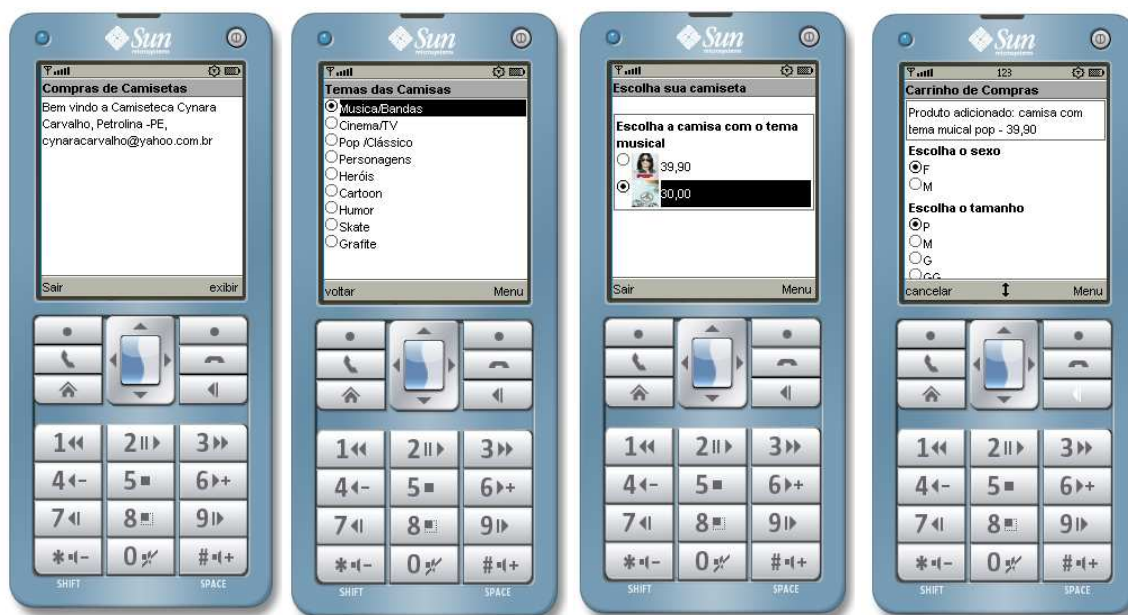 Sun
microsystems
Compras de Camisetas
Bem vindo a Camiseteca Cynara
Carvalho, Petrolina -PE,
cynaracarvalho@yahoo.com.br
Sair
exibir
1
2
3
4 -
5
6 +
7
8
9
* -
0
# +
SHIFT
SPACE
Sun
microsystems
Temas das Camisas
Musica/Bandas
Cinema/TV
Pop /Clássico
Personagens
Heróis
Cartoon
Humor
Skate
Grafite
voltar
Menu
1
2
3
4 -
5
6 +
7
8
9
* -
0
# +
SHIFT
SPACE
Sun
microsystems
Escolha sua camiseta
Escolha a camisa com o tema
musical
39,90
30,00
Sair
Menu
1
2
3
4 -
5
6 +
7
8
9
* -
0
# +
SHIFT
SPACE
Sun
microsystems
123
Carrinho de Compras
Produto adicionado: camisa com
tema muical pop - 39,90
Escolha o sexo
F
M
Escolha o tamanho
P
M
G
GG
cancelar
Menu
1
2
3
4 -
5
6 +
7
8
9
* -
0
# +
SHIFT
SPACE